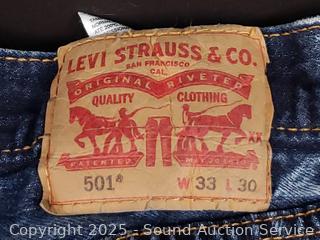 LEVI STRAUSS & CO.
SAN FRANCISCO
CAL.
ORIGINAL RIVETED
QUALITY CLOTHING
XX
PATENTED
501®
W 33 L 30
Copyright 2025 - Sound Auction Service